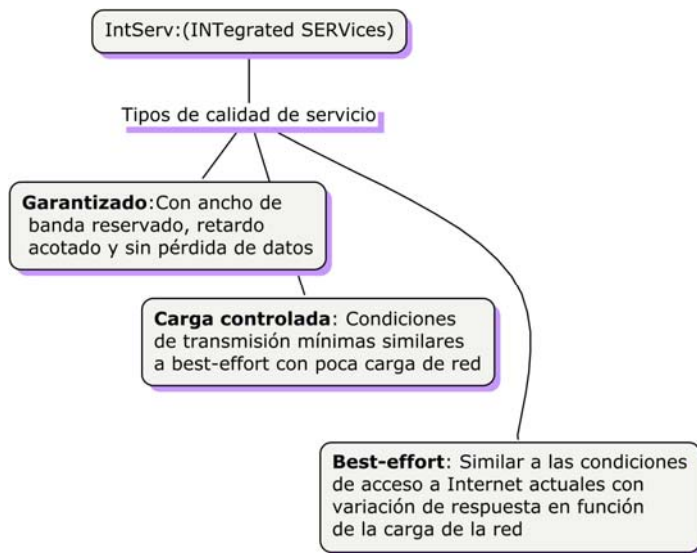 IntServ:(INTegrated SERVices)
Tipos de calidad de servicio
Garantizado:Con ancho de
banda reservado, retardo
acotado y sin pérdida de datos
Carga controlada: Condiciones
de transmisión mínimas similares
a best-effort con poca carga de red
Best-effort: Similar a las condiciones
de acceso a Internet actuales con
variación de respuesta en función
de la carga de la red